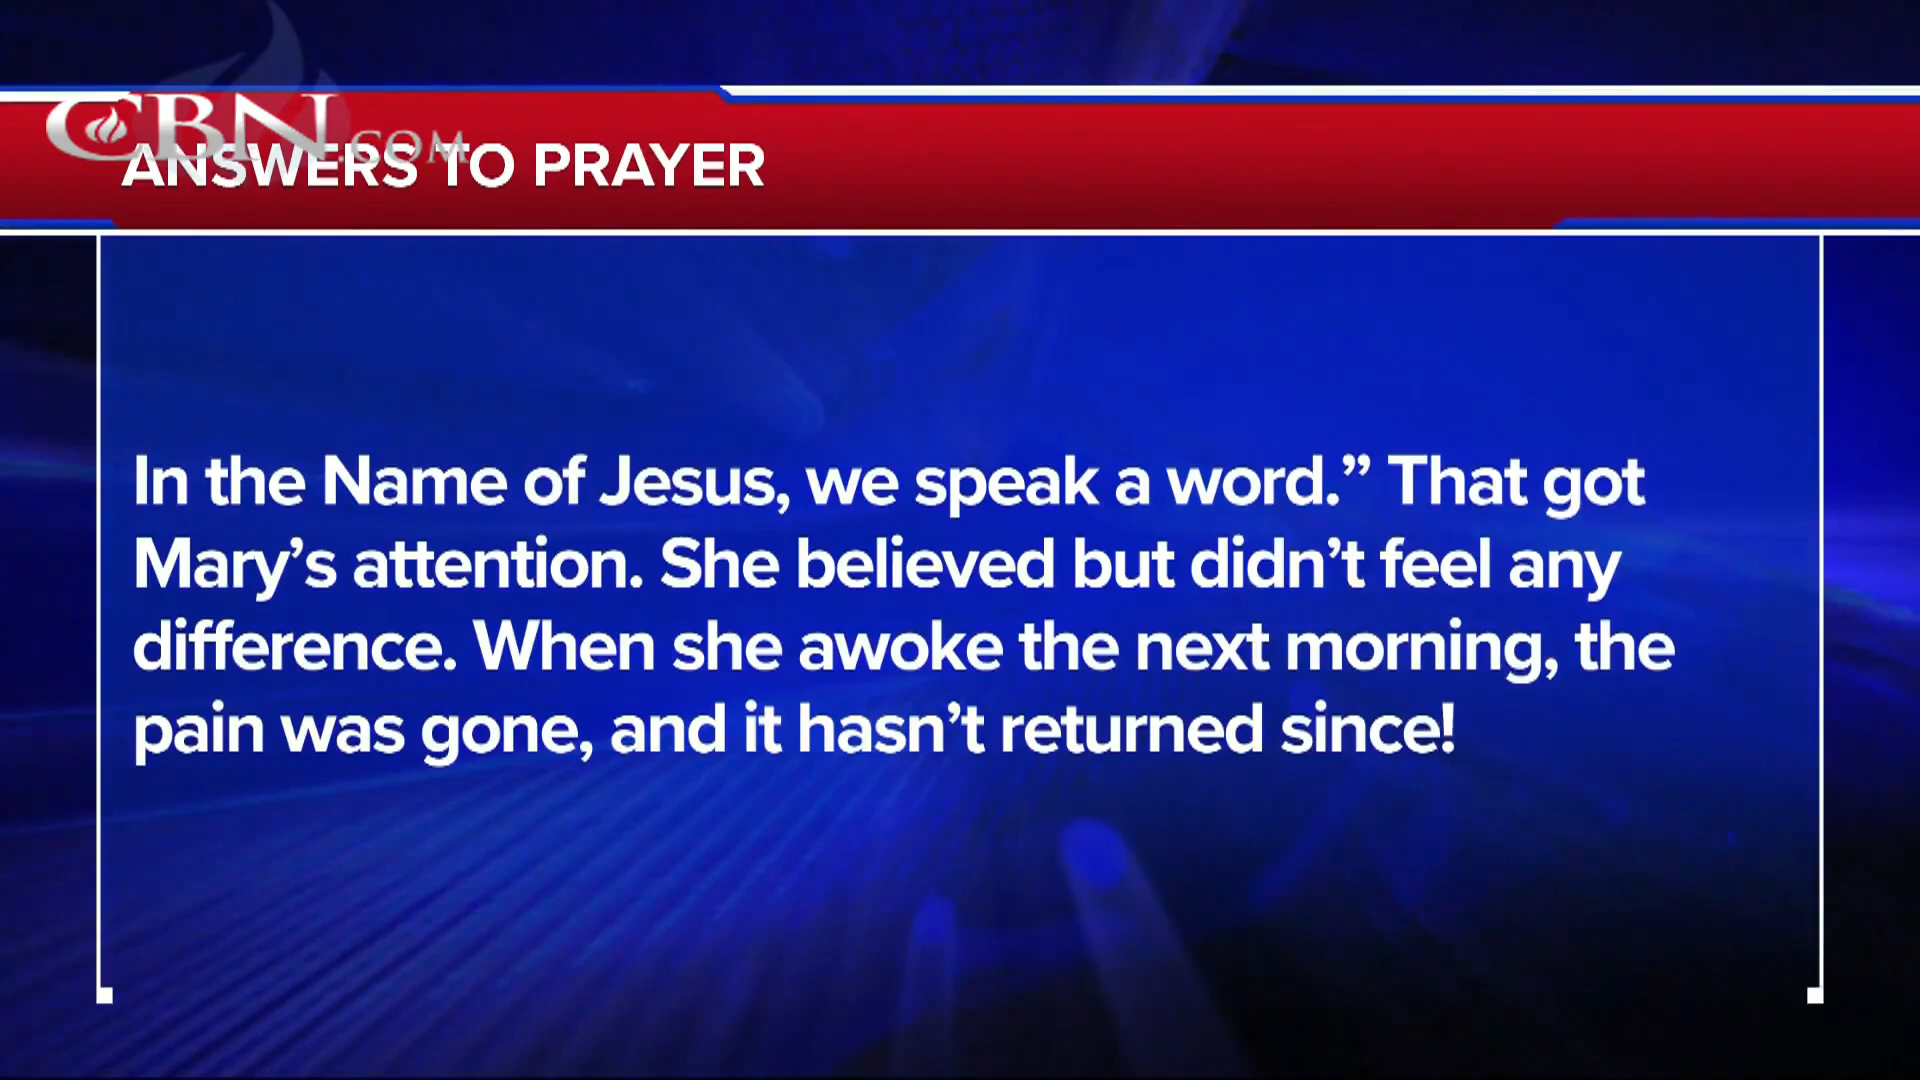 CBN.COM
ANSWERS TO PRAYER
In the Name of Jesus, we speak a word.” That got
Mary’s attention. She believed but didn’t feel any
difference. When she awoke the next morning, the
pain was gone, and it hasn’t returned since!